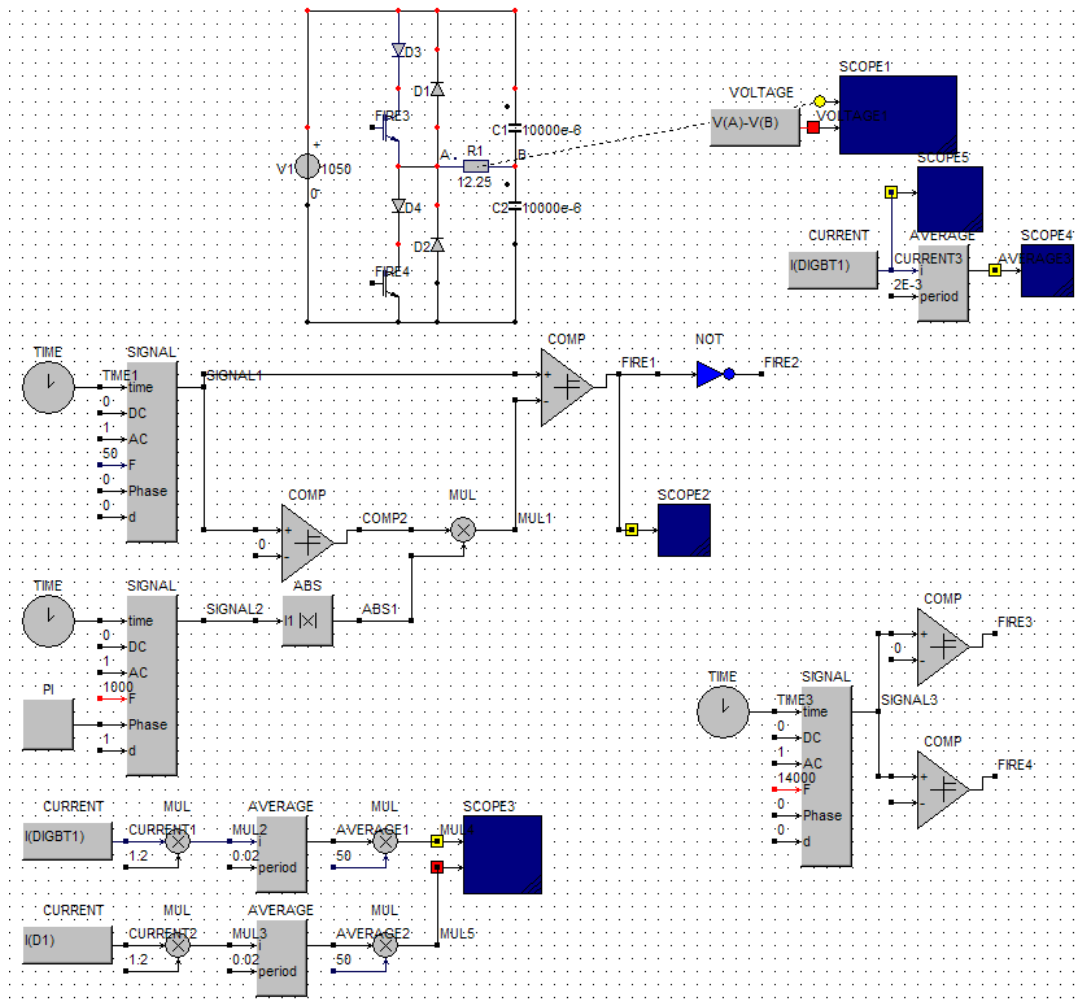 D3
D1
FIRE3
C1
10000e-6
+
V1
1050
0
A
R1
B
12.25
C2
10000e-6
D4
D2
FIRE4
SCOPE1
VOLTAGE
V(A)-V(B)
VOLTAGE1
SCOPE5
CURRENT
AVERAGE
SCOPE4
I(DIGBT1)
CURRENT3
i
AVERAGE3
2E-3
period
TIME
SIGNAL
TIME1
time
SIGNAL1
0
DC
1
AC
50
F
0
Phase
0
d
COMP
+
-
FIRE1
NOT
FIRE2
COMP
+
-
0
COMP2
MUL
MUL1
SCOPE2
TIME
SIGNAL
time
SIGNAL2
0
DC
1
AC
1000
F
PI
Phase
1
d
ABS
I1 |x|
ABS1
TIME
SIGNAL
TIME3
time
SIGNAL3
0
DC
1
AC
14000
F
0
Phase
0
d
COMP
+
-
0
FIRE3
COMP
+
-
FIRE4
CURRENT
MUL
AVERAGE
MUL
SCOPE3
I(DIGBT1)
CURRENT1
MUL2
i
AVERAGE1
MUL4
1.2
0.02
period
50
CURRENT
MUL
AVERAGE
MUL
I(D1)
CURRENT2
MUL3
i
AVERAGE2
MUL5
1.2
0.02
period
50